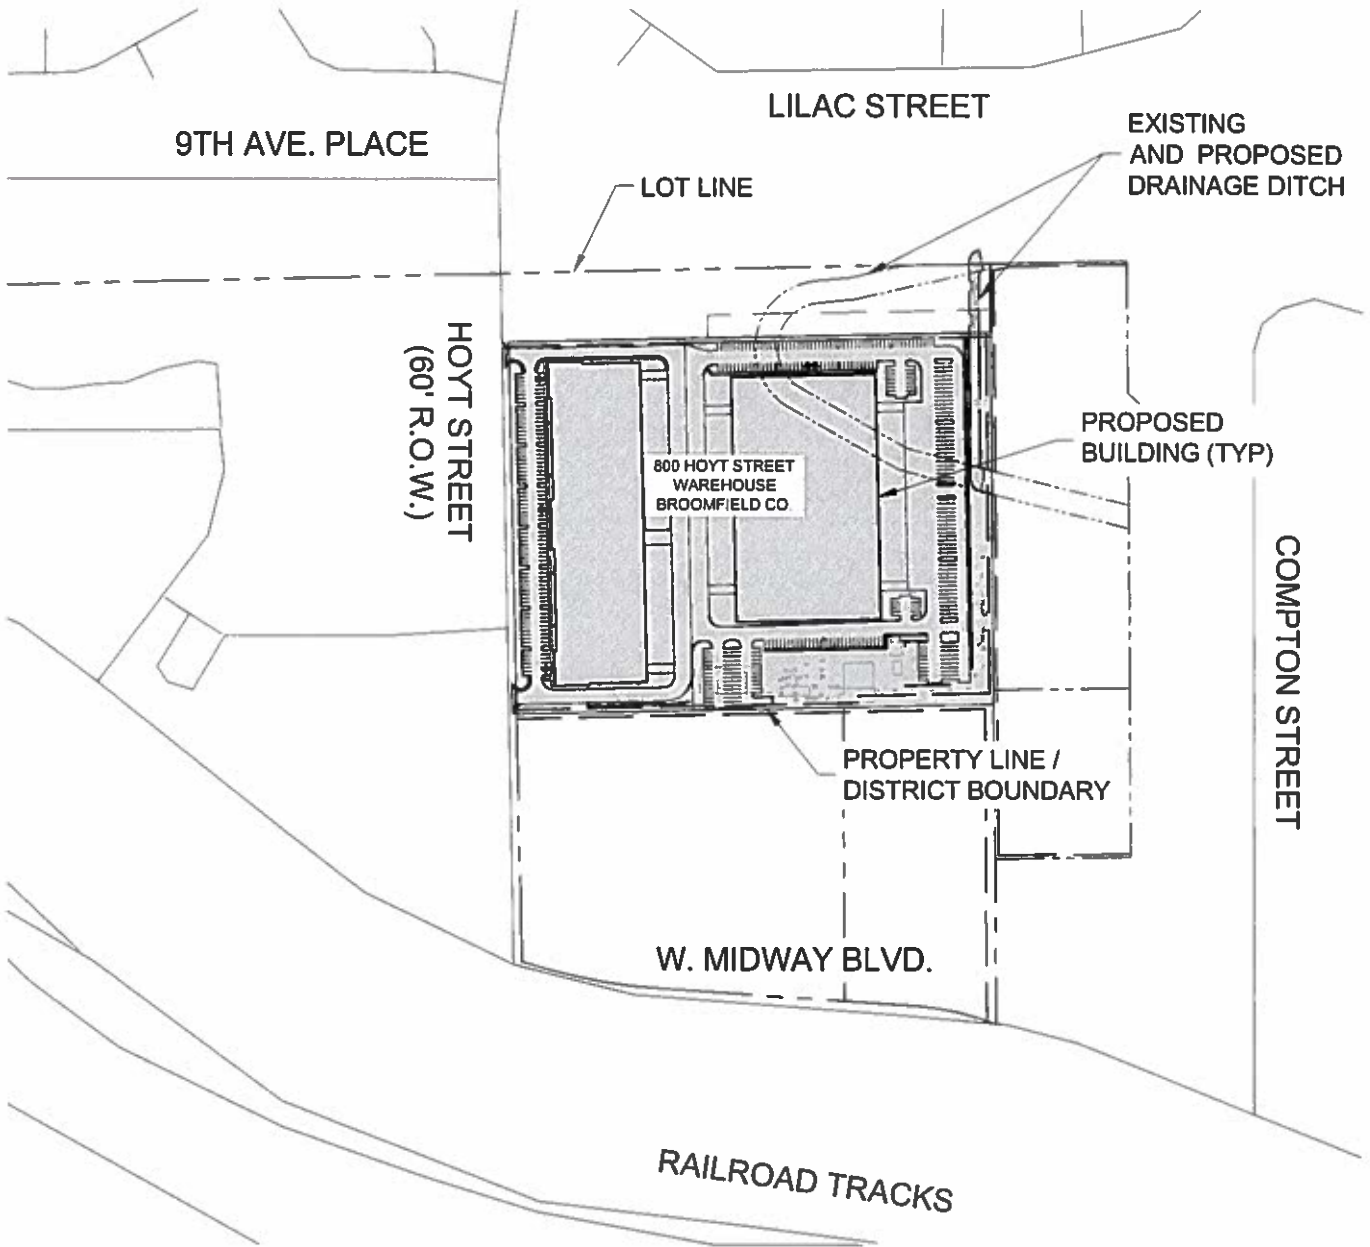 LILAC STREET
9TH AVE. PLACE
EXISTING
AND PROPOSED
DRAINAGE DITCH
LOT LINE
HOYT STREET
(60' R.O.W.)
PROPOSED
BUILDING (TYP)
800 HOYT STREET
WAREHOUSE
BROOMFIELD CO.
COMPTON STREET
PROPERTY LINE /
DISTRICT BOUNDARY
W. MIDWAY BLVD.
RAILROAD TRACKS